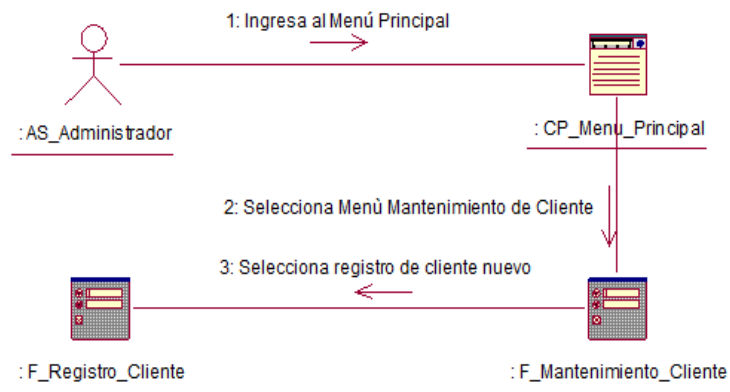 1: Ingresa al Menú Principal
: AS_Administrador
: CP_Menu_Principal
2: Selecciona Menù Mantenimiento de Cliente
3: Selecciona registro de cliente nuevo
: F_Registro_Cliente
: F_Mantenimiento_Cliente